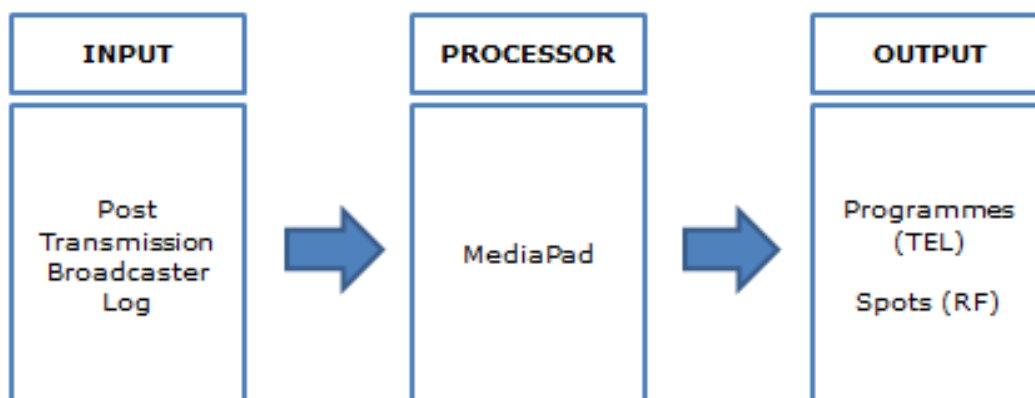 INPUT
Post
Transmission
Broadcaster
Log
PROCESSOR
MediaPad
OUTPUT
Programmes
(TEL)
Spots (RF)